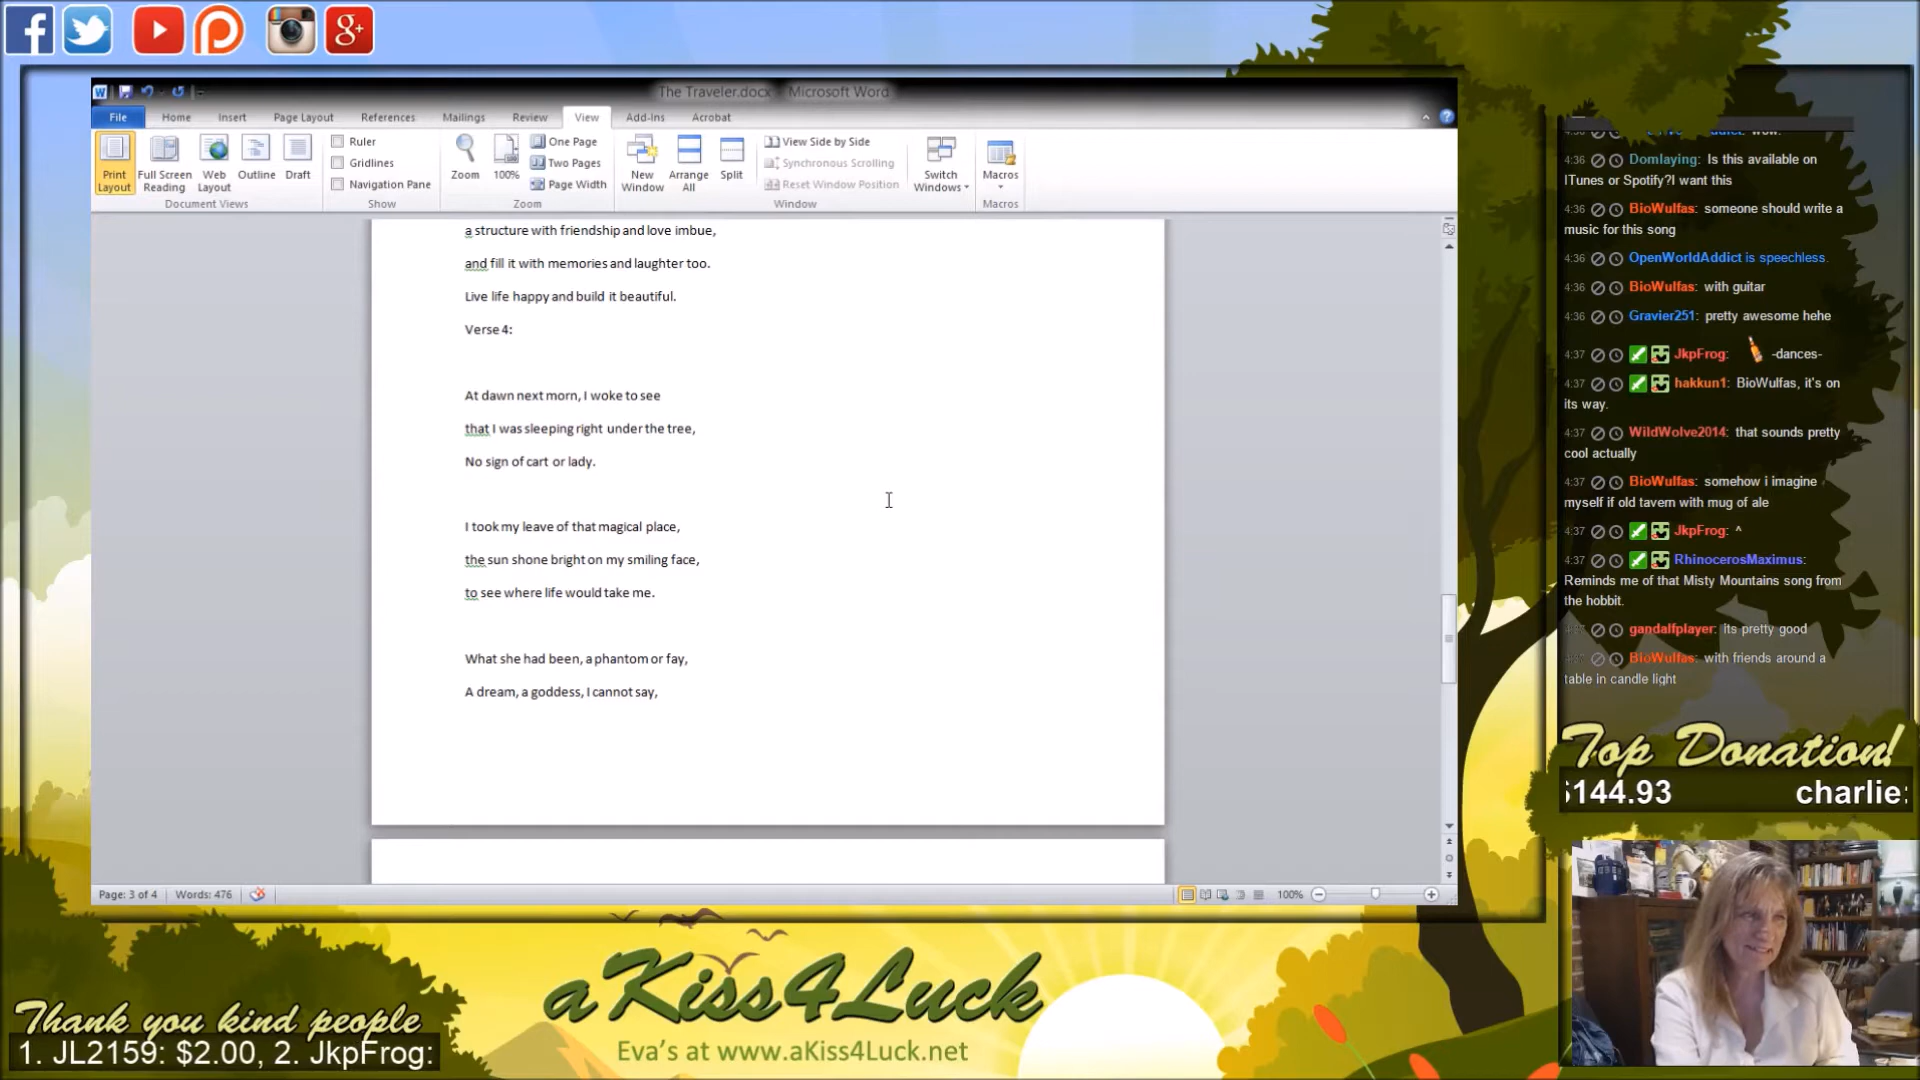 The Traveler.docx - Microsoft Word
File Home Insert Page Layout References Mailings Review View Add-Ins Acrobat
Print Layout
Full Screen Reading
Web Layout
Outline
Draft
Document Views
Ruler
Gridlines
Navigation Pane
Show
Zoom
100%
One Page
Two Pages
Page Width
Zoom
New Window
Arrange All
Split
View Side by Side
Synchronous Scrolling
Reset Window Position
Window
Switch Windows
Macros
Macros
a structure with friendship and love imbue,
and fill it with memories and laughter too.
Live life happy and build it beautiful.
Verse 4:
At dawn next morn, I woke to see
that I was sleeping right under the tree,
No sign of cart or lady.
I took my leave of that magical place,
the sun shone bright on my smiling face,
to see where life would take me.
What she had been, a phantom or fay,
A dream, a goddess, I cannot say,
Page: 3 of 4 Words: 476
100%
4:36 Domlaying: Is this available on
ITunes or Spotify?I want this
4:36 BioWulfas: someone should write a
music for this song
4:36 OpenWorldAddict is speechless.
4:36 BioWulfas: with guitar
4:36 Gravier251: pretty awesome hehe
4:37 JkpFrog: -dances-
4:37 hakkun1: BioWulfas, it's on
its way.
4:37 WildWolve2014: that sounds pretty
cool actually
4:37 BioWulfas: somehow i imagine
myself if old tavern with mug of ale
4:37 JkpFrog: ^
4:37 RhinocerosMaximus:
Reminds me of that Misty Mountains song from
the hobbit.
gandalfplayer: Its pretty good
BioWulfas: with friends around a
table in candle light
Top Donation!
$144.93 charlie:
aKiss4Luck
Eva's at www.aKiss4Luck.net
Thank you kind people
1. JL2159: $2.00, 2. JkpFrog: